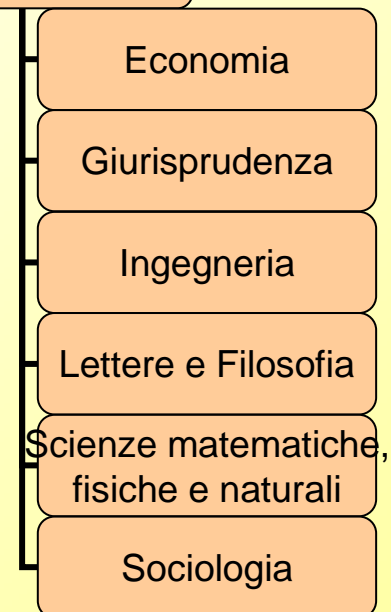 Economia
Giurisprudenza
Ingegneria
Lettere e Filosofia
Scienze matematiche,
fisiche e naturali
Sociologia